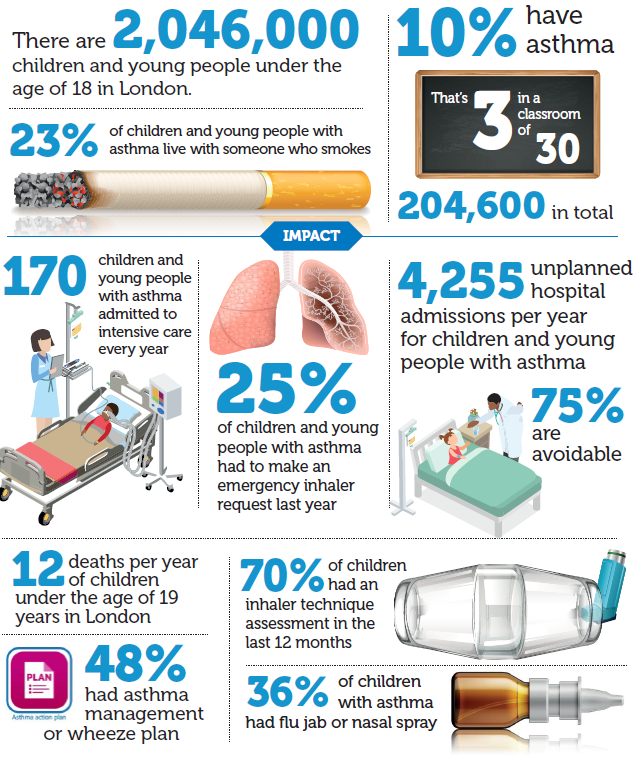 There are 2,046,000
children and young people under the
age of 18 in London.
10% have
asthma
That's 3 in a
classroom
of 30
204,600 in total
23% of children and young people with
asthma live with someone who smokes
IMPACT
170 children and
young people
with asthma
admitted to
intensive care
every year
25%
of children and young
people with asthma
had to make an
emergency inhaler
request last year
4,255 unplanned
hospital
admissions per year
for children and young
people with asthma
75%
are
avoidable
12 deaths per year
of children
under the age of 19
years in London
PLAN
Asthma action plan
48%
had asthma
management
or wheeze plan
70% of children
had an
inhaler technique
assessment in the
last 12 months
36% of children
with asthma
had flu jab or nasal spray